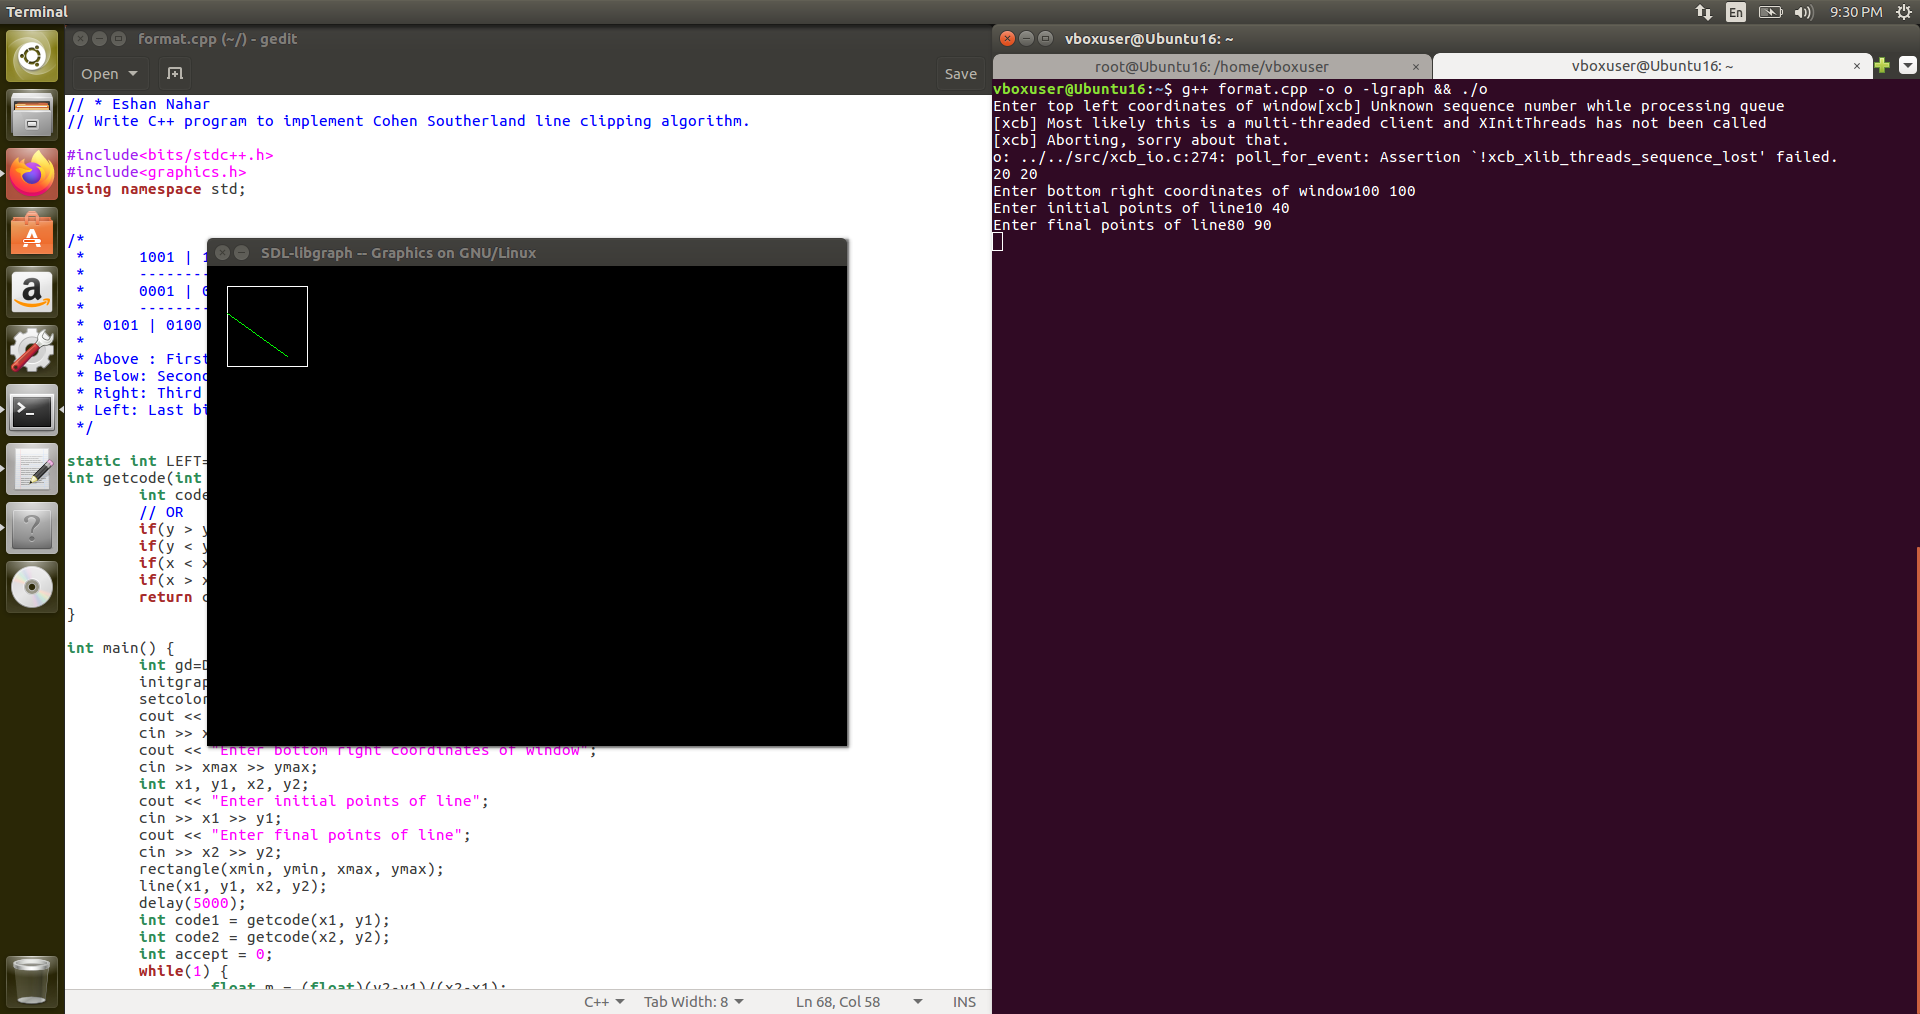 Terminal
En
9:30 PM
format.cpp (~/) - gedit
Open
Save
// * Eshan Nahar
// Write C++ program to implement Cohen Southerland line clipping algorithm.
#include<bits/stdc++.h>
#include<graphics.h>
using namespace std;
/*
* 1001 |
* --------
* 0001 |
* --------
* 0101 | 0100
*
* Above : First
* Below: Second
* Right: Third
* Left: Last
*/
static int LEFT=
int getcode(int
int code
// OR
if(y >
if(y <
if(x <
if(x >
return
}
int main() {
int gd=
initgrap
setcolor
cout <<
cin >>
cout << "Enter bottom right coordinates of window";
cin >> xmax >> ymax;
int x1, y1, x2, y2;
cout << "Enter initial points of line";
cin >> x1 >> y1;
cout << "Enter final points of line";
cin >> x2 >> y2;
rectangle(xmin, ymin, xmax, ymax);
line(x1, y1, x2, y2);
delay(5000);
int code1 = getcode(x1, y1);
int code2 = getcode(x2, y2);
int accept = 0;
while(1) {
float m = (float)(y2-y1)/(x2-x1);
C++ Tab Width: 8 Ln 68, Col 58 INS
SDL-libgraph -- Graphics on GNU/Linux
vboxuser@Ubuntu16: ~
root@Ubuntu16: /home/vboxuser × vboxuser@Ubuntu16: ~ ×
vboxuser@Ubuntu16:~$ g++ format.cpp -o o -lgraph && ./o
Enter top left coordinates of window[xcb] Unknown sequence number while processing queue
[xcb] Most likely this is a multi-threaded client and XInitThreads has not been called
[xcb] Aborting, sorry about that.
o: ../../src/xcb_io.c:274: poll_for_event: Assertion `!xcb_xlib_threads_sequence_lost' failed.
20 20
Enter bottom right coordinates of window100 100
Enter initial points of line10 40
Enter final points of line80 90